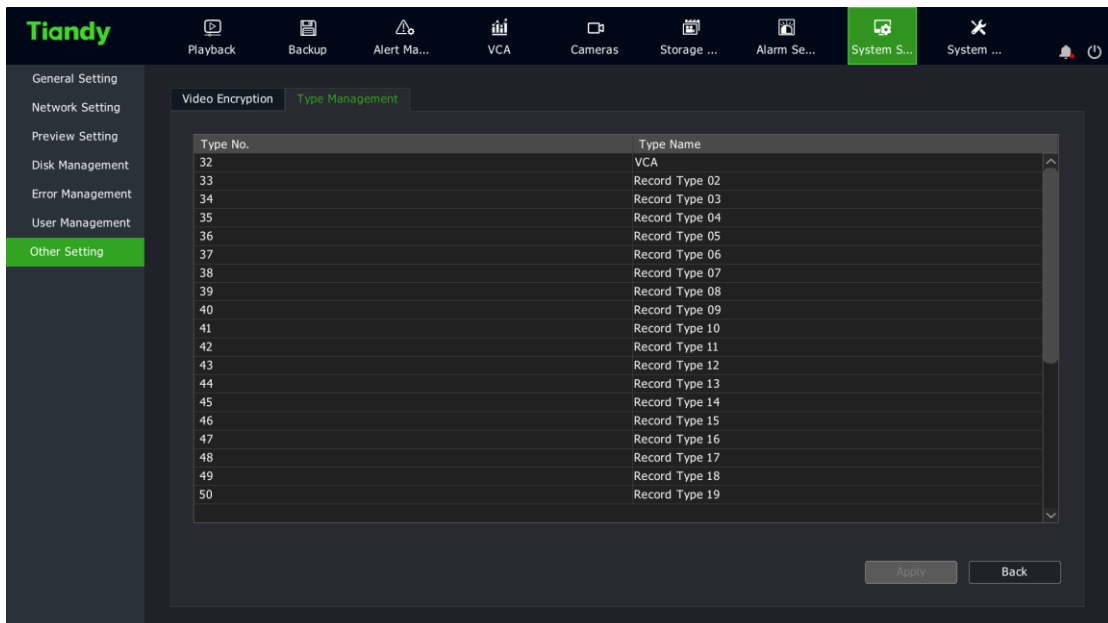 Tiandy
Playback Backup Alert Ma... VCA Cameras Storage ... Alarm Se... System S... System ...
General Setting
Network Setting
Preview Setting
Disk Management
Error Management
User Management
Other Setting
Video Encryption Type Management
Type No. Type Name
32 VCA
33 Record Type 02
34 Record Type 03
35 Record Type 04
36 Record Type 05
37 Record Type 06
38 Record Type 07
39 Record Type 08
40 Record Type 09
41 Record Type 10
42 Record Type 11
43 Record Type 12
44 Record Type 13
45 Record Type 14
46 Record Type 15
47 Record Type 16
48 Record Type 17
49 Record Type 18
50 Record Type 19
Apply Back